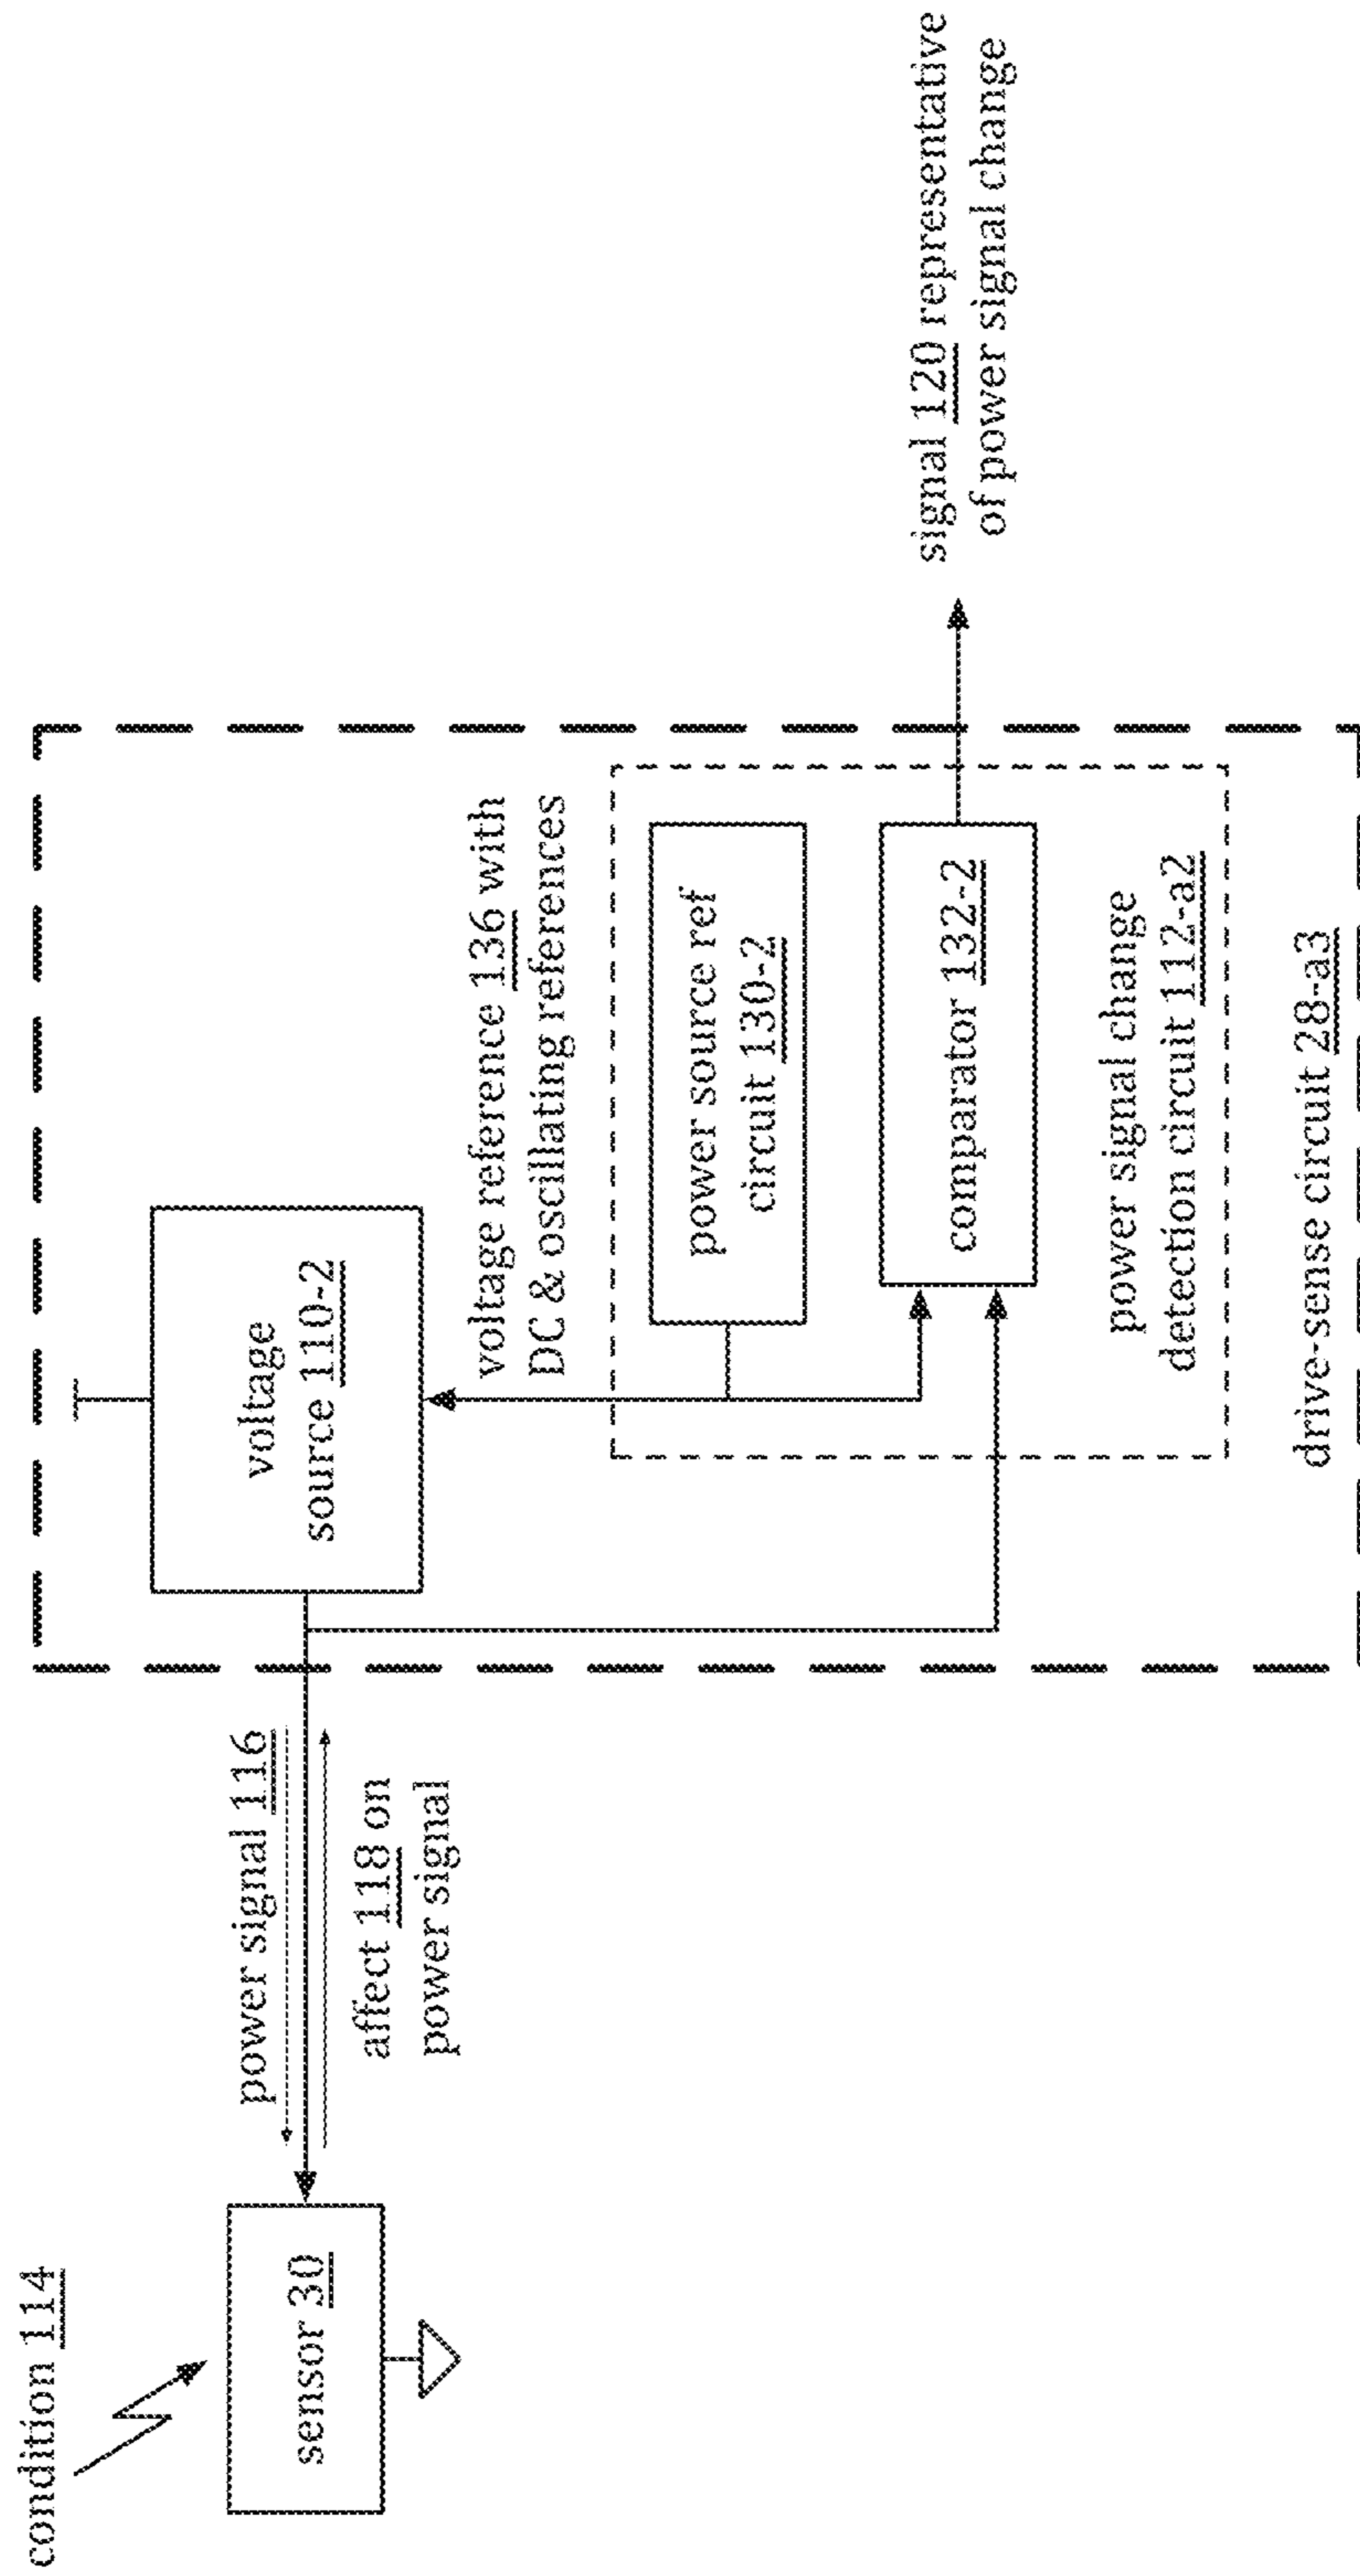 condition 114
sensor 30
power signal 116
affect 118 on
power signal
voltage
source 110-2
voltage reference 136 with
DC & oscillating references
power source ref
circuit 130-2
comparator 132-2
power signal change
detection circuit 112-a2
drive-sense circuit 28-a3
signal 120 representative
of power signal change